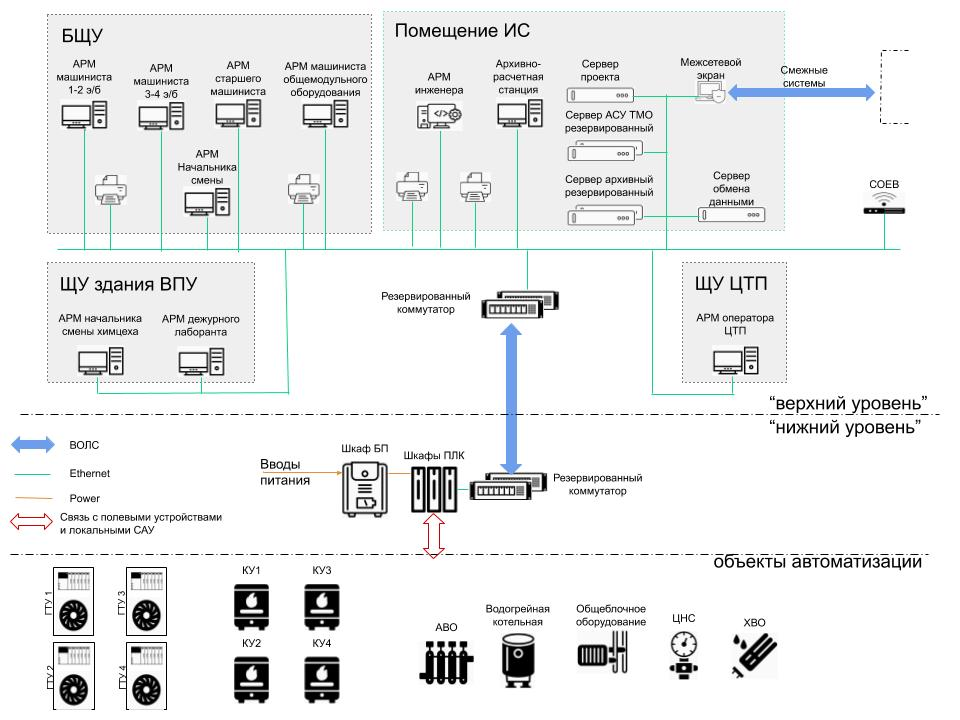 БЩУ
АРМ
машиниста
1-2 э/б
АРМ
машиниста
3-4 э/б
АРМ
старшего
машиниста
АРМ машиниста
общемодульного
оборудования
АРМ
Начальника
смены
Помещение ИС
АРМ
инженера
Архивно-
расчетная
станция
Сервер
проекта
Сервер АСУ ТМО
резервированный
Сервер архивный
резервированный
Межсетевой
экран
Сервер
обмена
данными
Смежные
системы
СОЕВ
ЩУ здания ВПУ
АРМ начальника
смены химцеха
АРМ дежурного
лаборанта
Резервированный
коммутатор
ЩУ ЦТП
АРМ оператора
ЦТП
“верхний уровень”
“нижний уровень”
ВОЛС
Ethernet
Power
Связь с полевыми устройствами
и локальными САУ
Вводы
питания
Шкаф БП
Шкафы ПЛК
Резервированный
коммутатор
объекты автоматизации
ГТУ 1
ГТУ 3
ГТУ 2
ГТУ 4
КУ1
КУ3
КУ2
КУ4
АВО
Водогрейная
котельная
Общеблочное
оборудование
ЦНС
ХВО